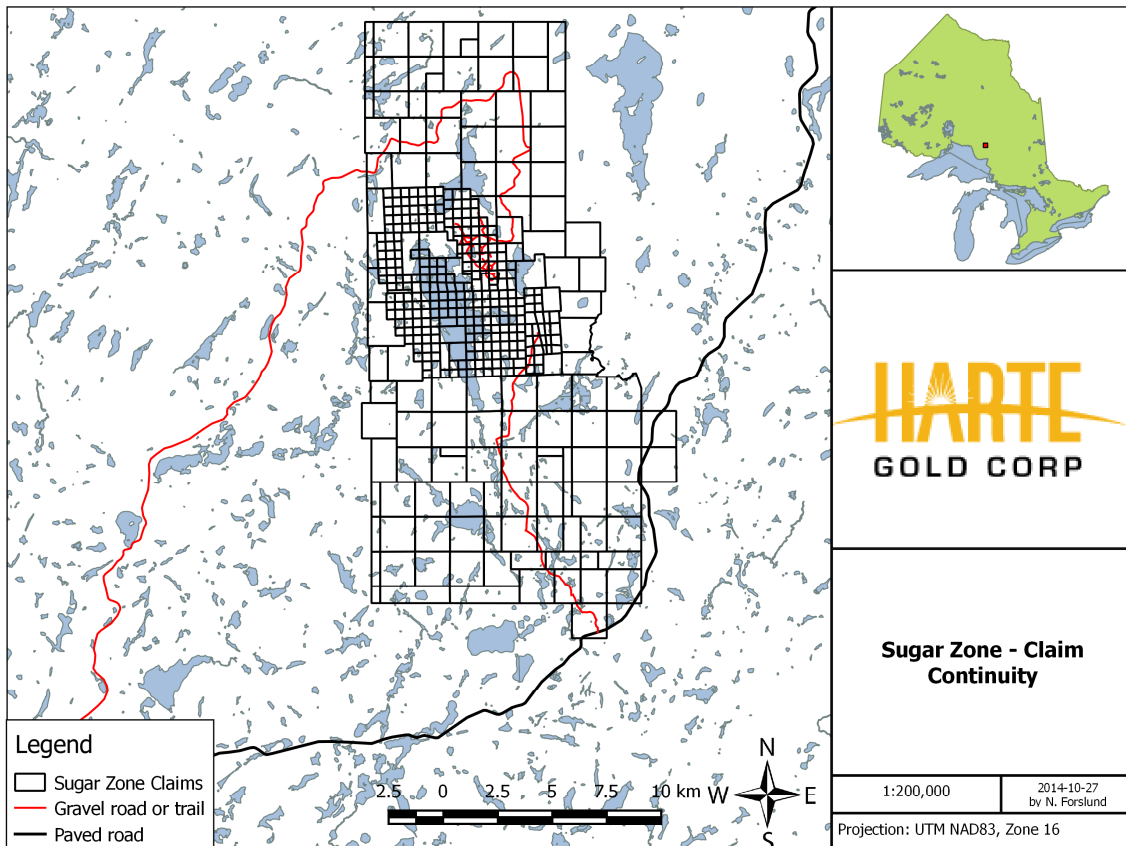 HARTE
GOLD CORP
Sugar Zone - Claim
Continuity
Legend
Sugar Zone Claims
Gravel road or trail
Paved road
2.5 0 2.5 5 7.5 10 km
N
W E
S
1:200,000
2014-10-27
by N. Forslund
Projection: UTM NAD83, Zone 16